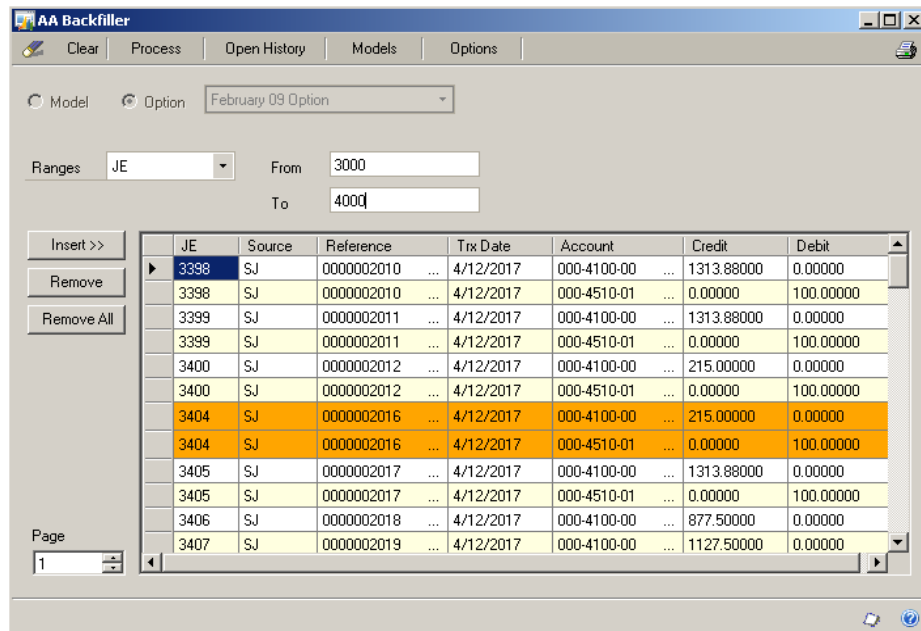 AA Backfiller
Clear Process Open History Models Options
Model Option February 09 Option
Ranges JE From 3000
To 4000
Insert >>
Remove
Remove All
JE Source Reference Trx Date Account Credit Debit
3398 SJ 0000002010 ... 4/12/2017 000-4100-00 ... 1313.88000 0.00000
3398 SJ 0000002010 ... 4/12/2017 000-4510-01 ... 0.00000 100.00000
3399 SJ 0000002011 ... 4/12/2017 000-4100-00 ... 1313.88000 0.00000
3399 SJ 0000002011 ... 4/12/2017 000-4510-01 ... 0.00000 100.00000
3400 SJ 0000002012 ... 4/12/2017 000-4100-00 ... 215.00000 0.00000
3400 SJ 0000002012 ... 4/12/2017 000-4510-01 ... 0.00000 100.00000
3404 SJ 0000002016 ... 4/12/2017 000-4100-00 ... 215.00000 0.00000
3404 SJ 0000002016 ... 4/12/2017 000-4510-01 ... 0.00000 100.00000
3405 SJ 0000002017 ... 4/12/2017 000-4100-00 ... 1313.88000 0.00000
3405 SJ 0000002017 ... 4/12/2017 000-4510-01 ... 0.00000 100.00000
3406 SJ 0000002018 ... 4/12/2017 000-4100-00 ... 877.50000 0.00000
3407 SJ 0000002019 ... 4/12/2017 000-4100-00 ... 1127.50000 0.00000
Page
1